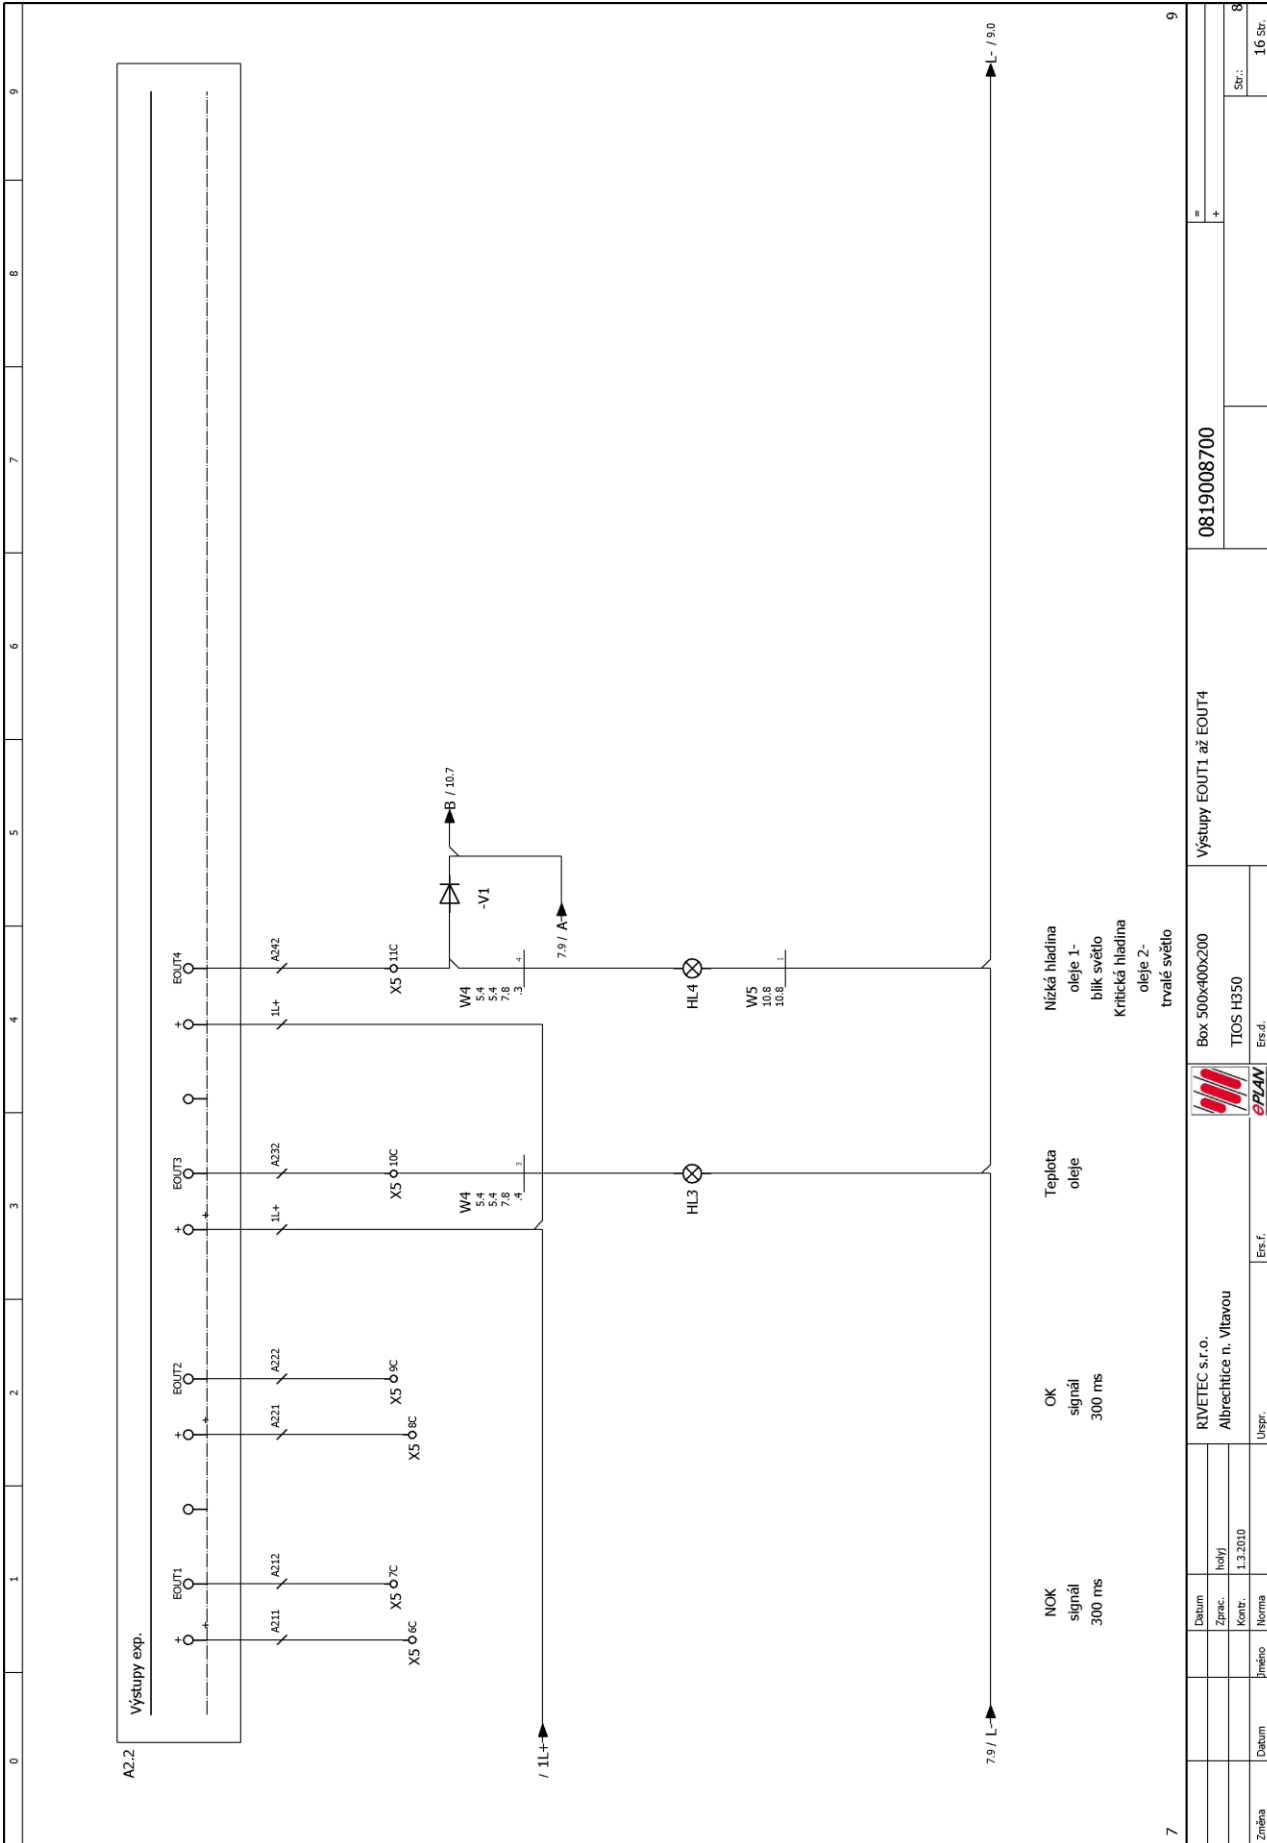 0 1 2 3 4 5 6 7 8 9
A2.2
Výstupy exp.
+ EOUT1 + EOUT2 + EOUT3 + EOUT4
+ + +
A211 A212 A221 A222 1L+ A232 1L+ A242
X5 6C
X5 7C
X5 8C
X5 9C
X5 10C
X5 11C
-V1
B / 10.7
7.9 / A
W4
5.4
5.4
7.8
.4
3
W4
5.4
5.4
7.8
.3
4
/ 1L+
HL3
HL4
W5
10.8
10.8
1
7.9 / L-
L- / 9.0
NOK
signál
300 ms
OK
signál
300 ms
Teplota
oleje
Nízká hladina
oleje 1-
blik světlo
Kritická hladina
oleje 2-
trvalé světlo
7
9
Datum
Zprac. holyj
Kontr. 1.3.2010
Změna Datum Jméno Norma Urspr. Ers.f. Ers.d.
RIVETEC s.r.o.
Albrechtice n. Vltavou
ePLAN
Box 500x400x200
TIOS H350
Výstupy EOUT1 až EOUT4
0819008700
=
+
Str.: 8
16 Str.